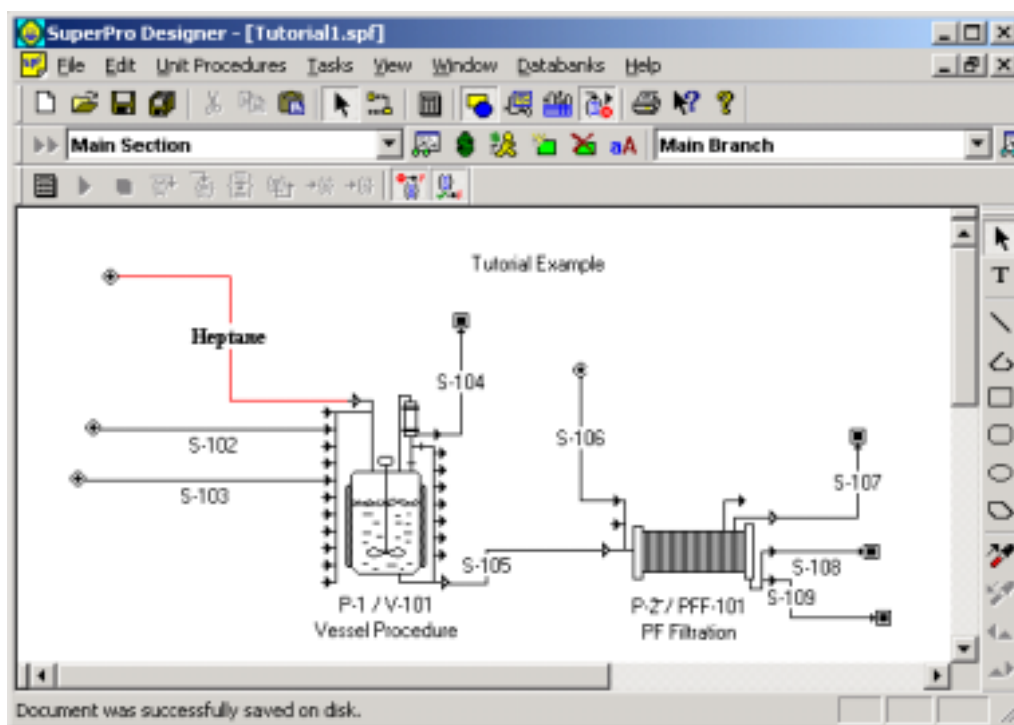 SuperPro Designer - [Tutorial1.spf]
File Edit Unit Procedures Tasks View Window Databanks Help
Main Section aA Main Branch
Tutorial Example
T
Heptane
S-104
S-106
S-102
S-107
S-103
S-105
S-108
S-109
P-1 / V-101
Vessel Procedure
P-2 / PFF-101
PF Filtration
Document was successfully saved on disk.